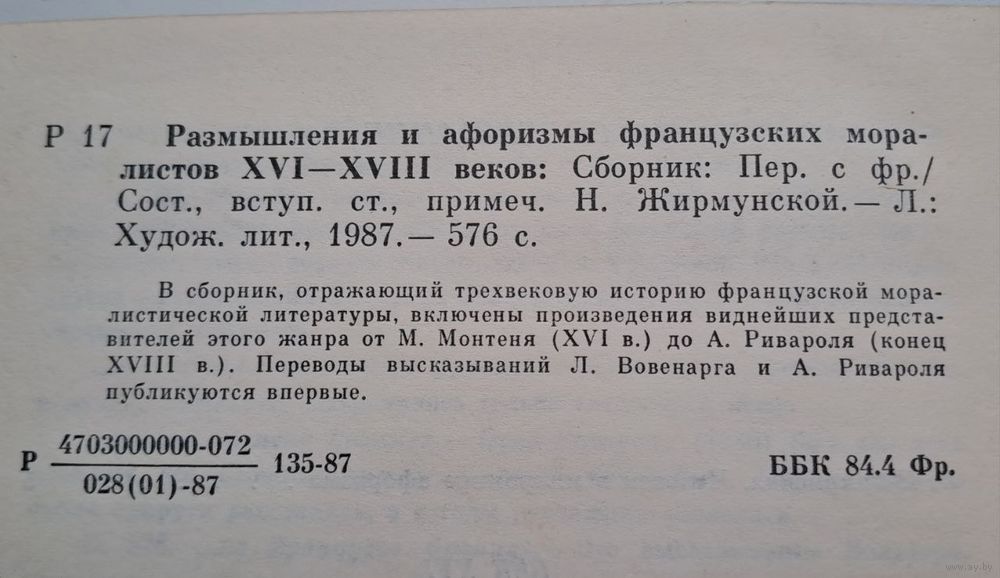 Р 17 Размышления и афоризмы французских мора-
листов XVI—XVIII веков: Сборник: Пер. с фр./
Сост., вступ. ст., примеч. Н. Жирмунской.— Л.:
Худож. лит., 1987.— 576 с.
В сборник, отражающий трехвековую историю французской мора-
листической литературы, включены произведения виднейших предста-
вителей этого жанра от М. Монтеня (XVI в.) до А. Ривароля (конец
XVIII в.). Переводы высказываний Л. Вовенарга и А. Ривароля
публикуются впервые.
Р 4703000000-072 135-87
028(01)-87
ББК 84.4 Фр.
www.ay.by